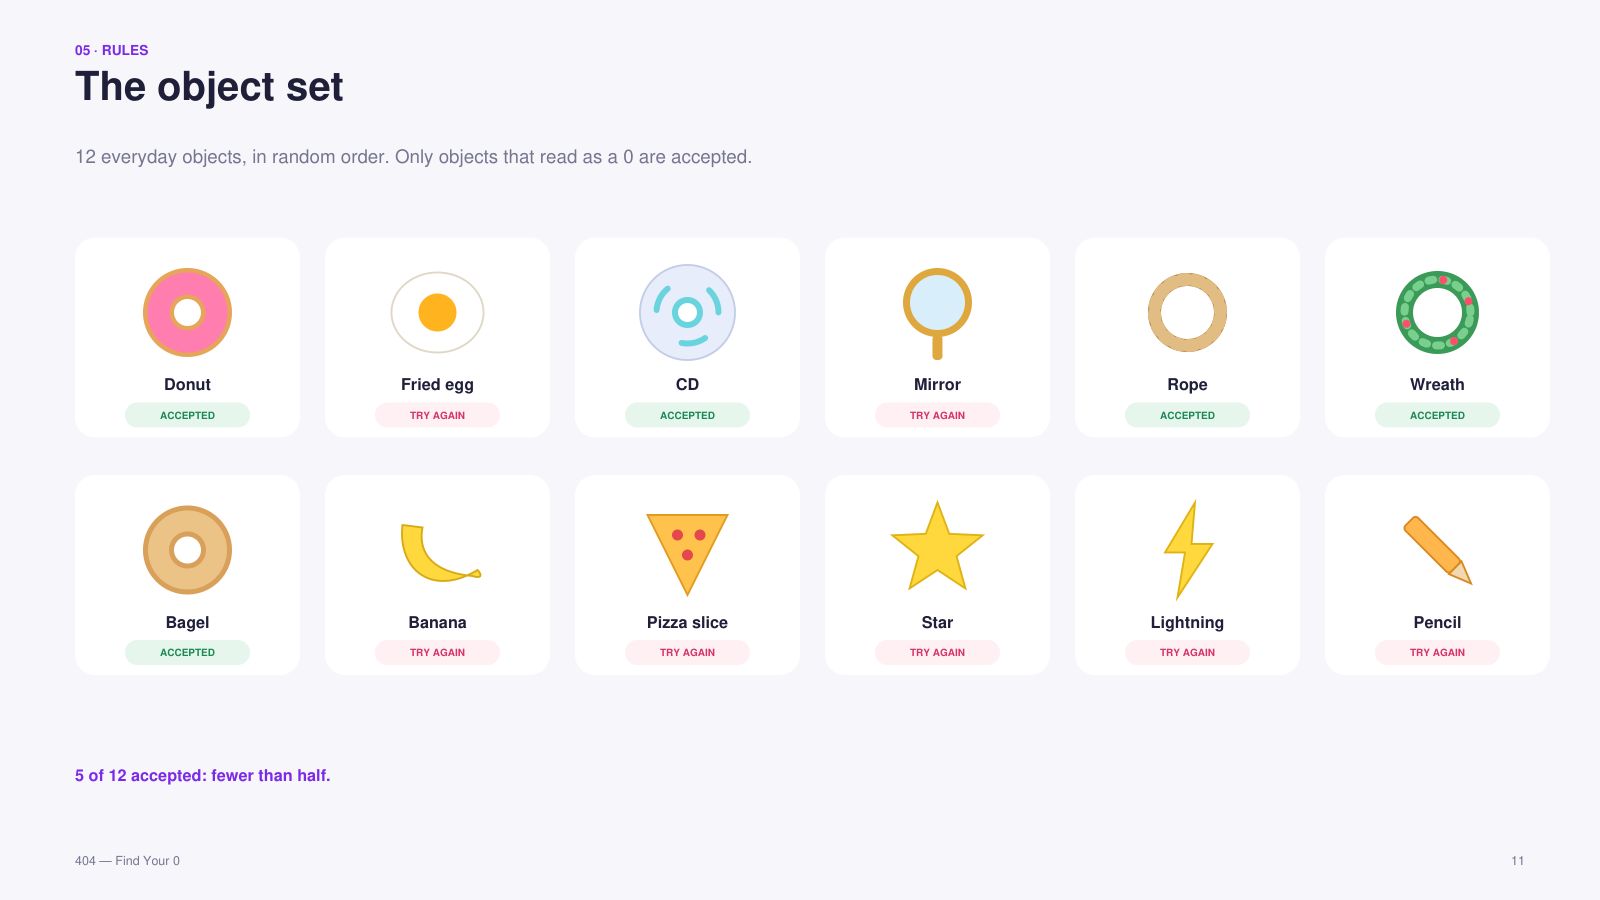 05 · RULES
The object set
12 everyday objects, in random order. Only objects that read as a 0 are accepted.
Donut
ACCEPTED
Fried egg
TRY AGAIN
CD
ACCEPTED
Mirror
TRY AGAIN
Rope
ACCEPTED
Wreath
ACCEPTED
Bagel
ACCEPTED
Banana
TRY AGAIN
Pizza slice
TRY AGAIN
Star
TRY AGAIN
Lightning
TRY AGAIN
Pencil
TRY AGAIN
5 of 12 accepted: fewer than half.
404 — Find Your 0
11